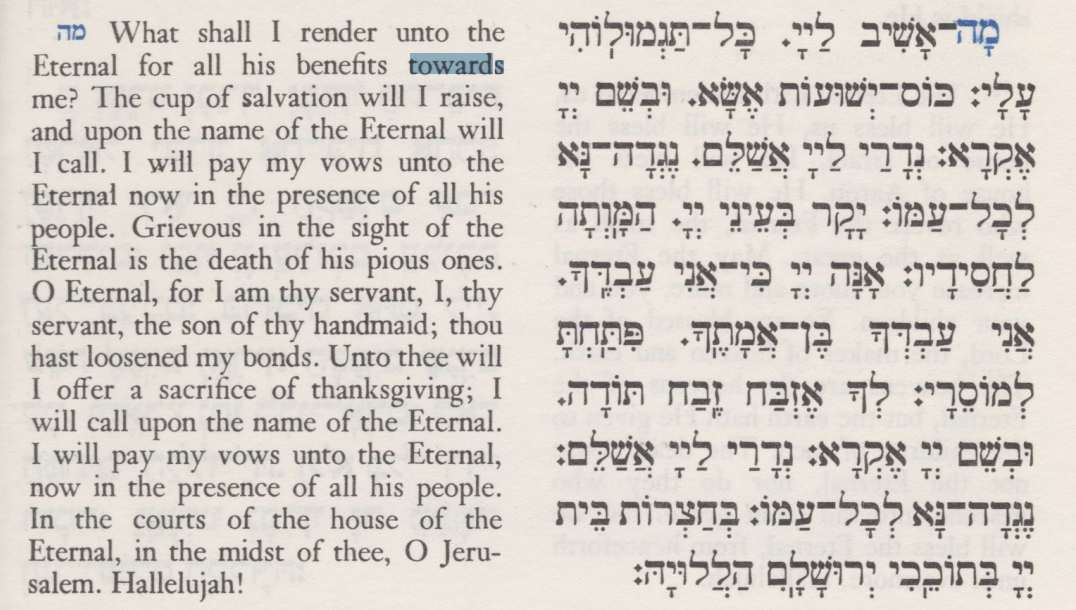 מה What shall I render unto the
Eternal for all his benefits towards
me? The cup of salvation will I raise,
and upon the name of the Eternal will
I call. I will pay my vows unto the
Eternal now in the presence of all his
people. Grievous in the sight of the
Eternal is the death of his pious ones.
O Eternal, for I am thy servant, I, thy
servant, the son of thy handmaid; thou
hast loosened my bonds. Unto thee will
I offer a sacrifice of thanksgiving; I
will call upon the name of the Eternal.
I will pay my vows unto the Eternal,
now in the presence of all his people.
In the courts of the house of the
Eternal, in the midst of thee, O Jeru-
salem. Hallelujah!
מָה־אָשִׁיב לַיְיָ. כָּל־תַּגְמוּלוֹהִי
עָלָי: כּוֹס־יְשׁוּעוֹת אֶשָּׂא. וּבְשֵׁם יְיָ
אֶקְרָא: נְדָרַי לַיְיָ אֲשַׁלֵּם. נֶגְדָה־נָּא
לְכָל־עַמּוֹ: יָקָר בְּעֵינֵי יְיָ. הַמָּוְתָה
לַחֲסִידָיו: אָנָּה יְיָ כִּי־אֲנִי עַבְדֶּךָ
אֲנִי עַבְדְּךָ בֶּן־אֲמָתֶךָ. פִּתַּחְתָּ
לְמוֹסֵרָי: לְךָ אֶזְבַּח זֶבַח תּוֹדָה.
וּבְשֵׁם יְיָ אֶקְרָא: נְדָרַי לַיְיָ אֲשַׁלֵּם:
נֶגְדָה נָּא לְכָל־עַמּוֹ: בְּחַצְרוֹת בֵּית
יְיָ בְּתוֹכֵכִי יְרוּשָׁלָםִ הַלְלוּיָהּ: